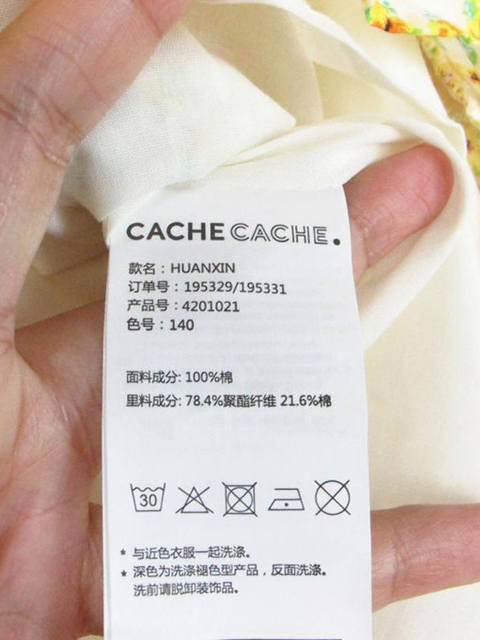 CACHE CACHE.
款名：HUANXIN
订单号：195329/195331
产品号：4201021
色号：140
面料成分: 100%棉
里料成分: 78.4%聚酯纤维 21.6%棉
30
* 与近色衣服一起洗涤。
* 深色为洗涤褪色型产品，反面洗涤。
洗前请脱卸装饰品。